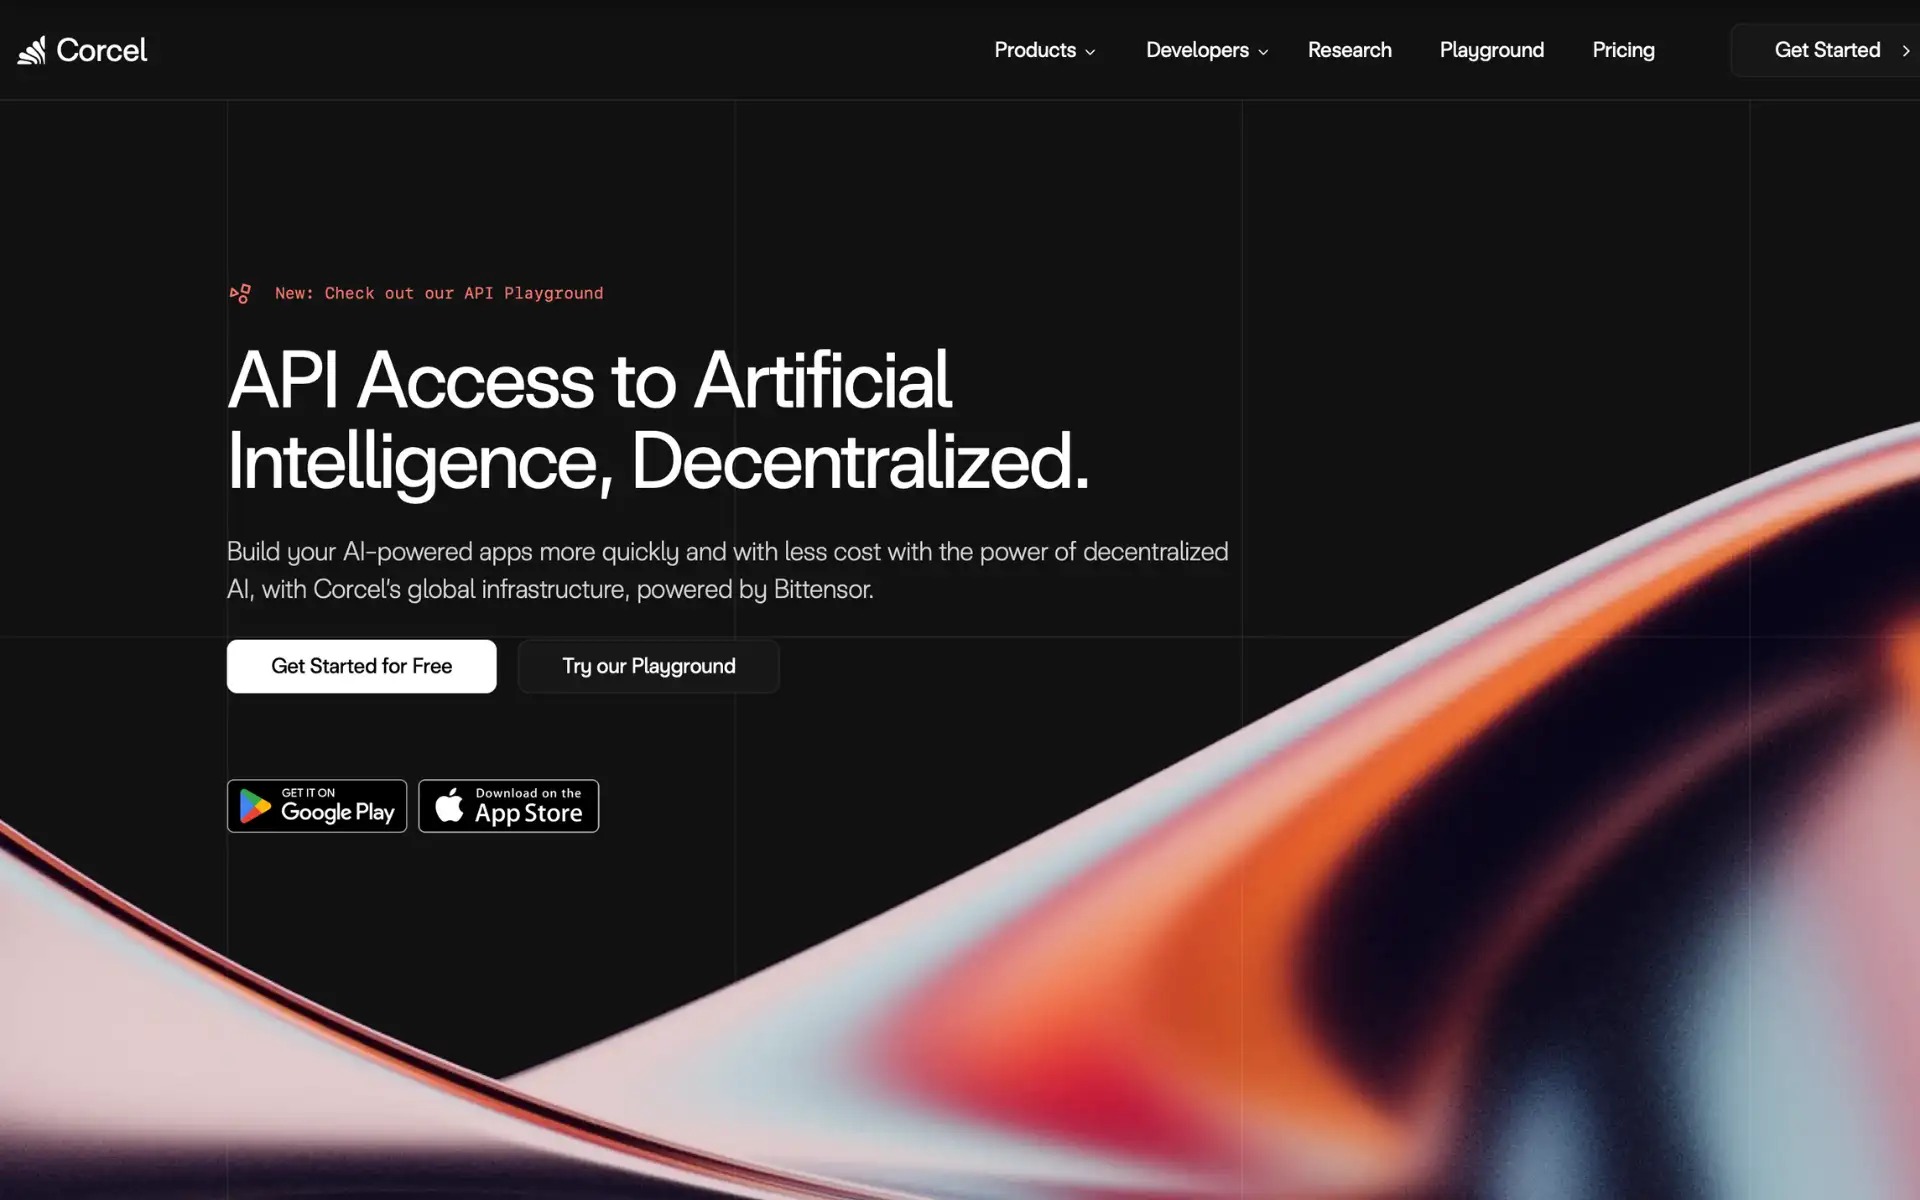 Corcel
Products
Developers
Research
Playground
Pricing
Get Started
New: Check out our API Playground
API Access to Artificial
Intelligence, Decentralized.
Build your AI-powered apps more quickly and with less cost with the power of decentralized
AI, with Corcel's global infrastructure, powered by Bittensor.
Get Started for Free
Try our Playground
GET IT ON
Google Play
Download on the
App Store